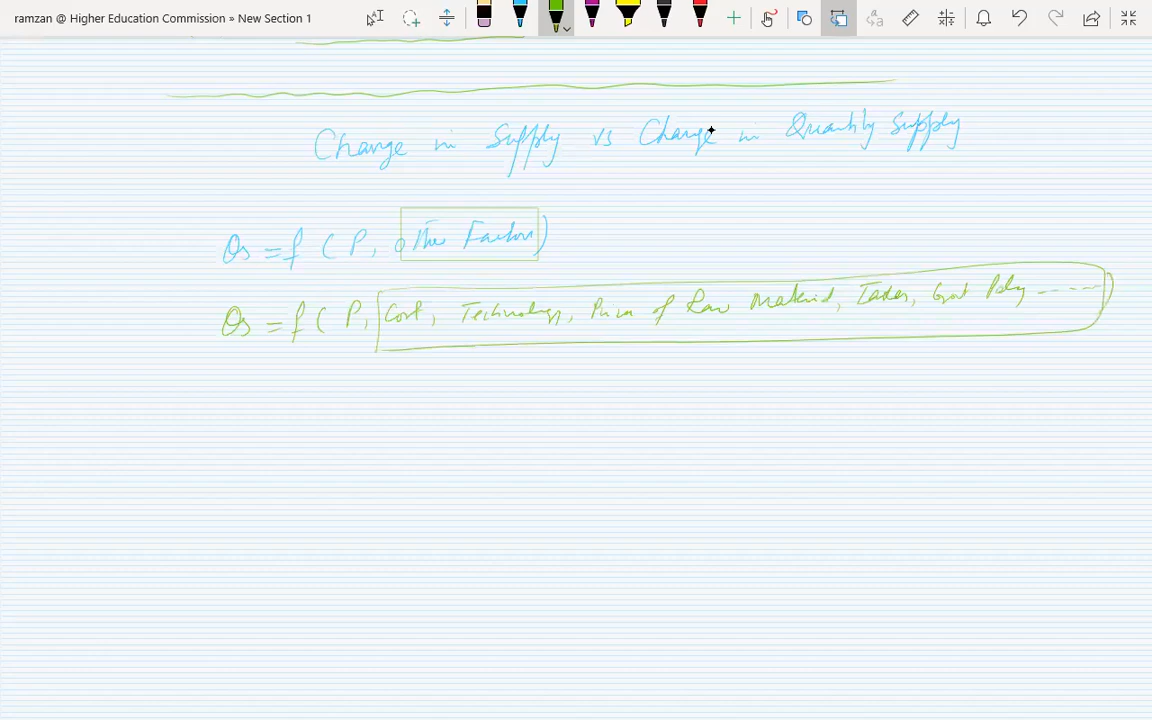 ramzan @ Higher Education Commission » New Section 1
Change in Supply vs Change in Quantity Supply
Qs = f ( P, Other Factors )
Qs = f ( P, Cost, Technology, Prices of Raw Material, Taxes, Govt Policy ------ )